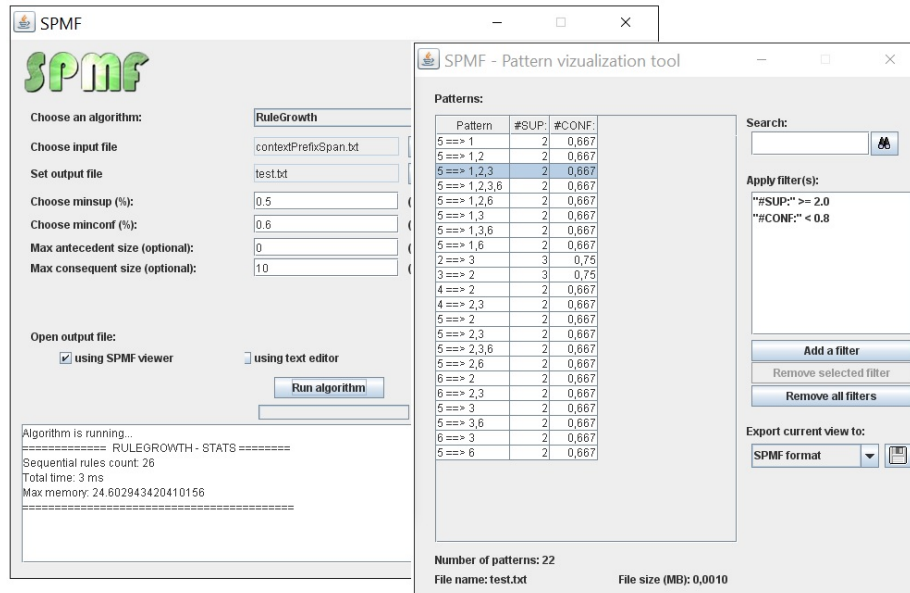 SPMF
SPMF
Choose an algorithm:
RuleGrowth
Choose input file
contextPrefixSpan.txt
Set output file
test.txt
Choose minsup (%):
0.5
Choose minconf (%):
0.6
Max antecedent size (optional):
0
Max consequent size (optional):
10
Open output file:
using SPMF viewer
using text editor
Run algorithm
Algorithm is running...
============= RULEGROWTH - STATS ========
Sequential rules count: 26
Total time: 3 ms
Max memory: 24.602943420410156
==========================================
SPMF - Pattern vizualization tool
Patterns:
Pattern #SUP: #CONF:
5 ==> 1 2 0,667
5 ==> 1,2 2 0,667
5 ==> 1,2,3 2 0,667
5 ==> 1,2,3,6 2 0,667
5 ==> 1,2,6 2 0,667
5 ==> 1,3 2 0,667
5 ==> 1,3,6 2 0,667
5 ==> 1,6 2 0,667
2 ==> 3 3 0,75
3 ==> 2 3 0,75
4 ==> 2 2 0,667
4 ==> 2,3 2 0,667
5 ==> 2 2 0,667
5 ==> 2,3 2 0,667
5 ==> 2,3,6 2 0,667
5 ==> 2,6 2 0,667
6 ==> 2 2 0,667
6 ==> 2,3 2 0,667
5 ==> 3 2 0,667
5 ==> 3,6 2 0,667
6 ==> 3 2 0,667
5 ==> 6 2 0,667
Search:
Apply filter(s):
"#SUP:" >= 2.0
"#CONF:" < 0.8
Add a filter
Remove selected filter
Remove all filters
Export current view to:
SPMF format
Number of patterns: 22
File name: test.txt
File size (MB): 0,0010